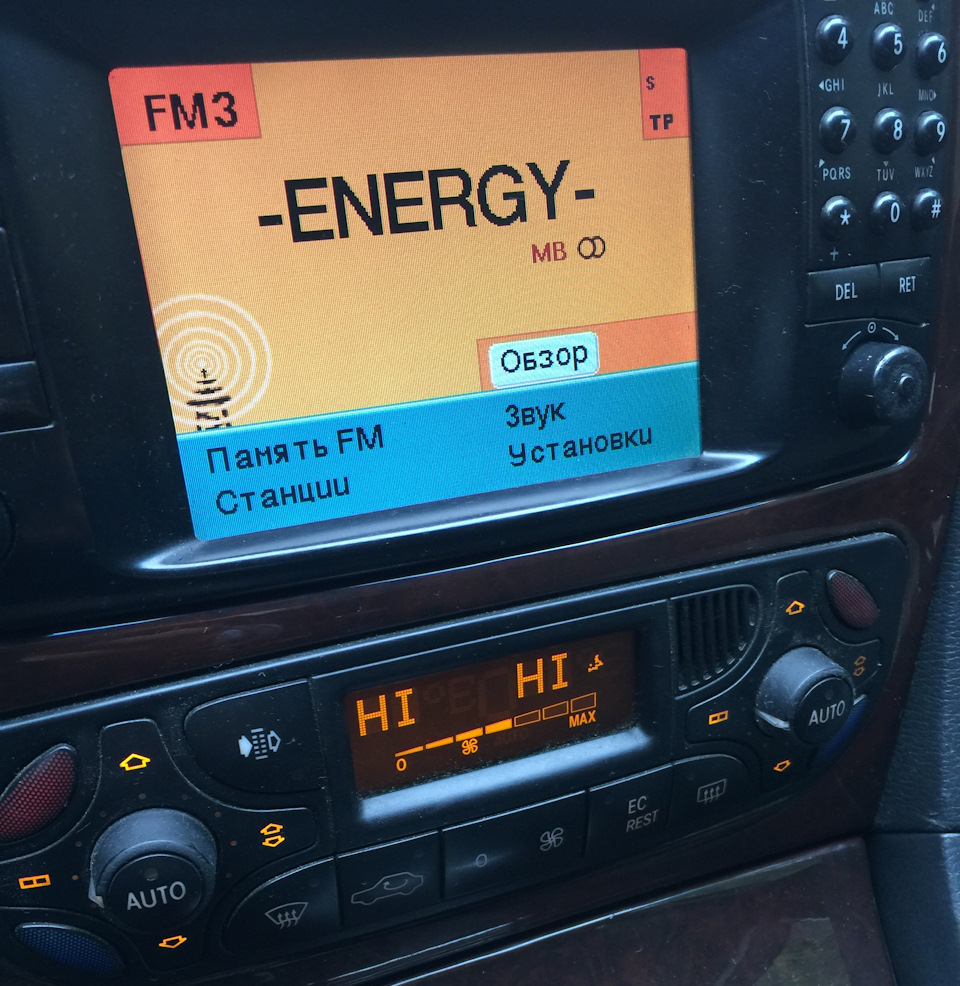 FM3
S
TP
-ENERGY-
MB
Обзор
Память FM
Звук
Станции
Установки
ABC
DEF
4
5
6
GHI
JKL
MNO
7
8
9
PQRS
TUV
WXYZ
*
0
#
+
DEL
RET
HI
HI
0
MAX
AUTO
AUTO
EC
REST